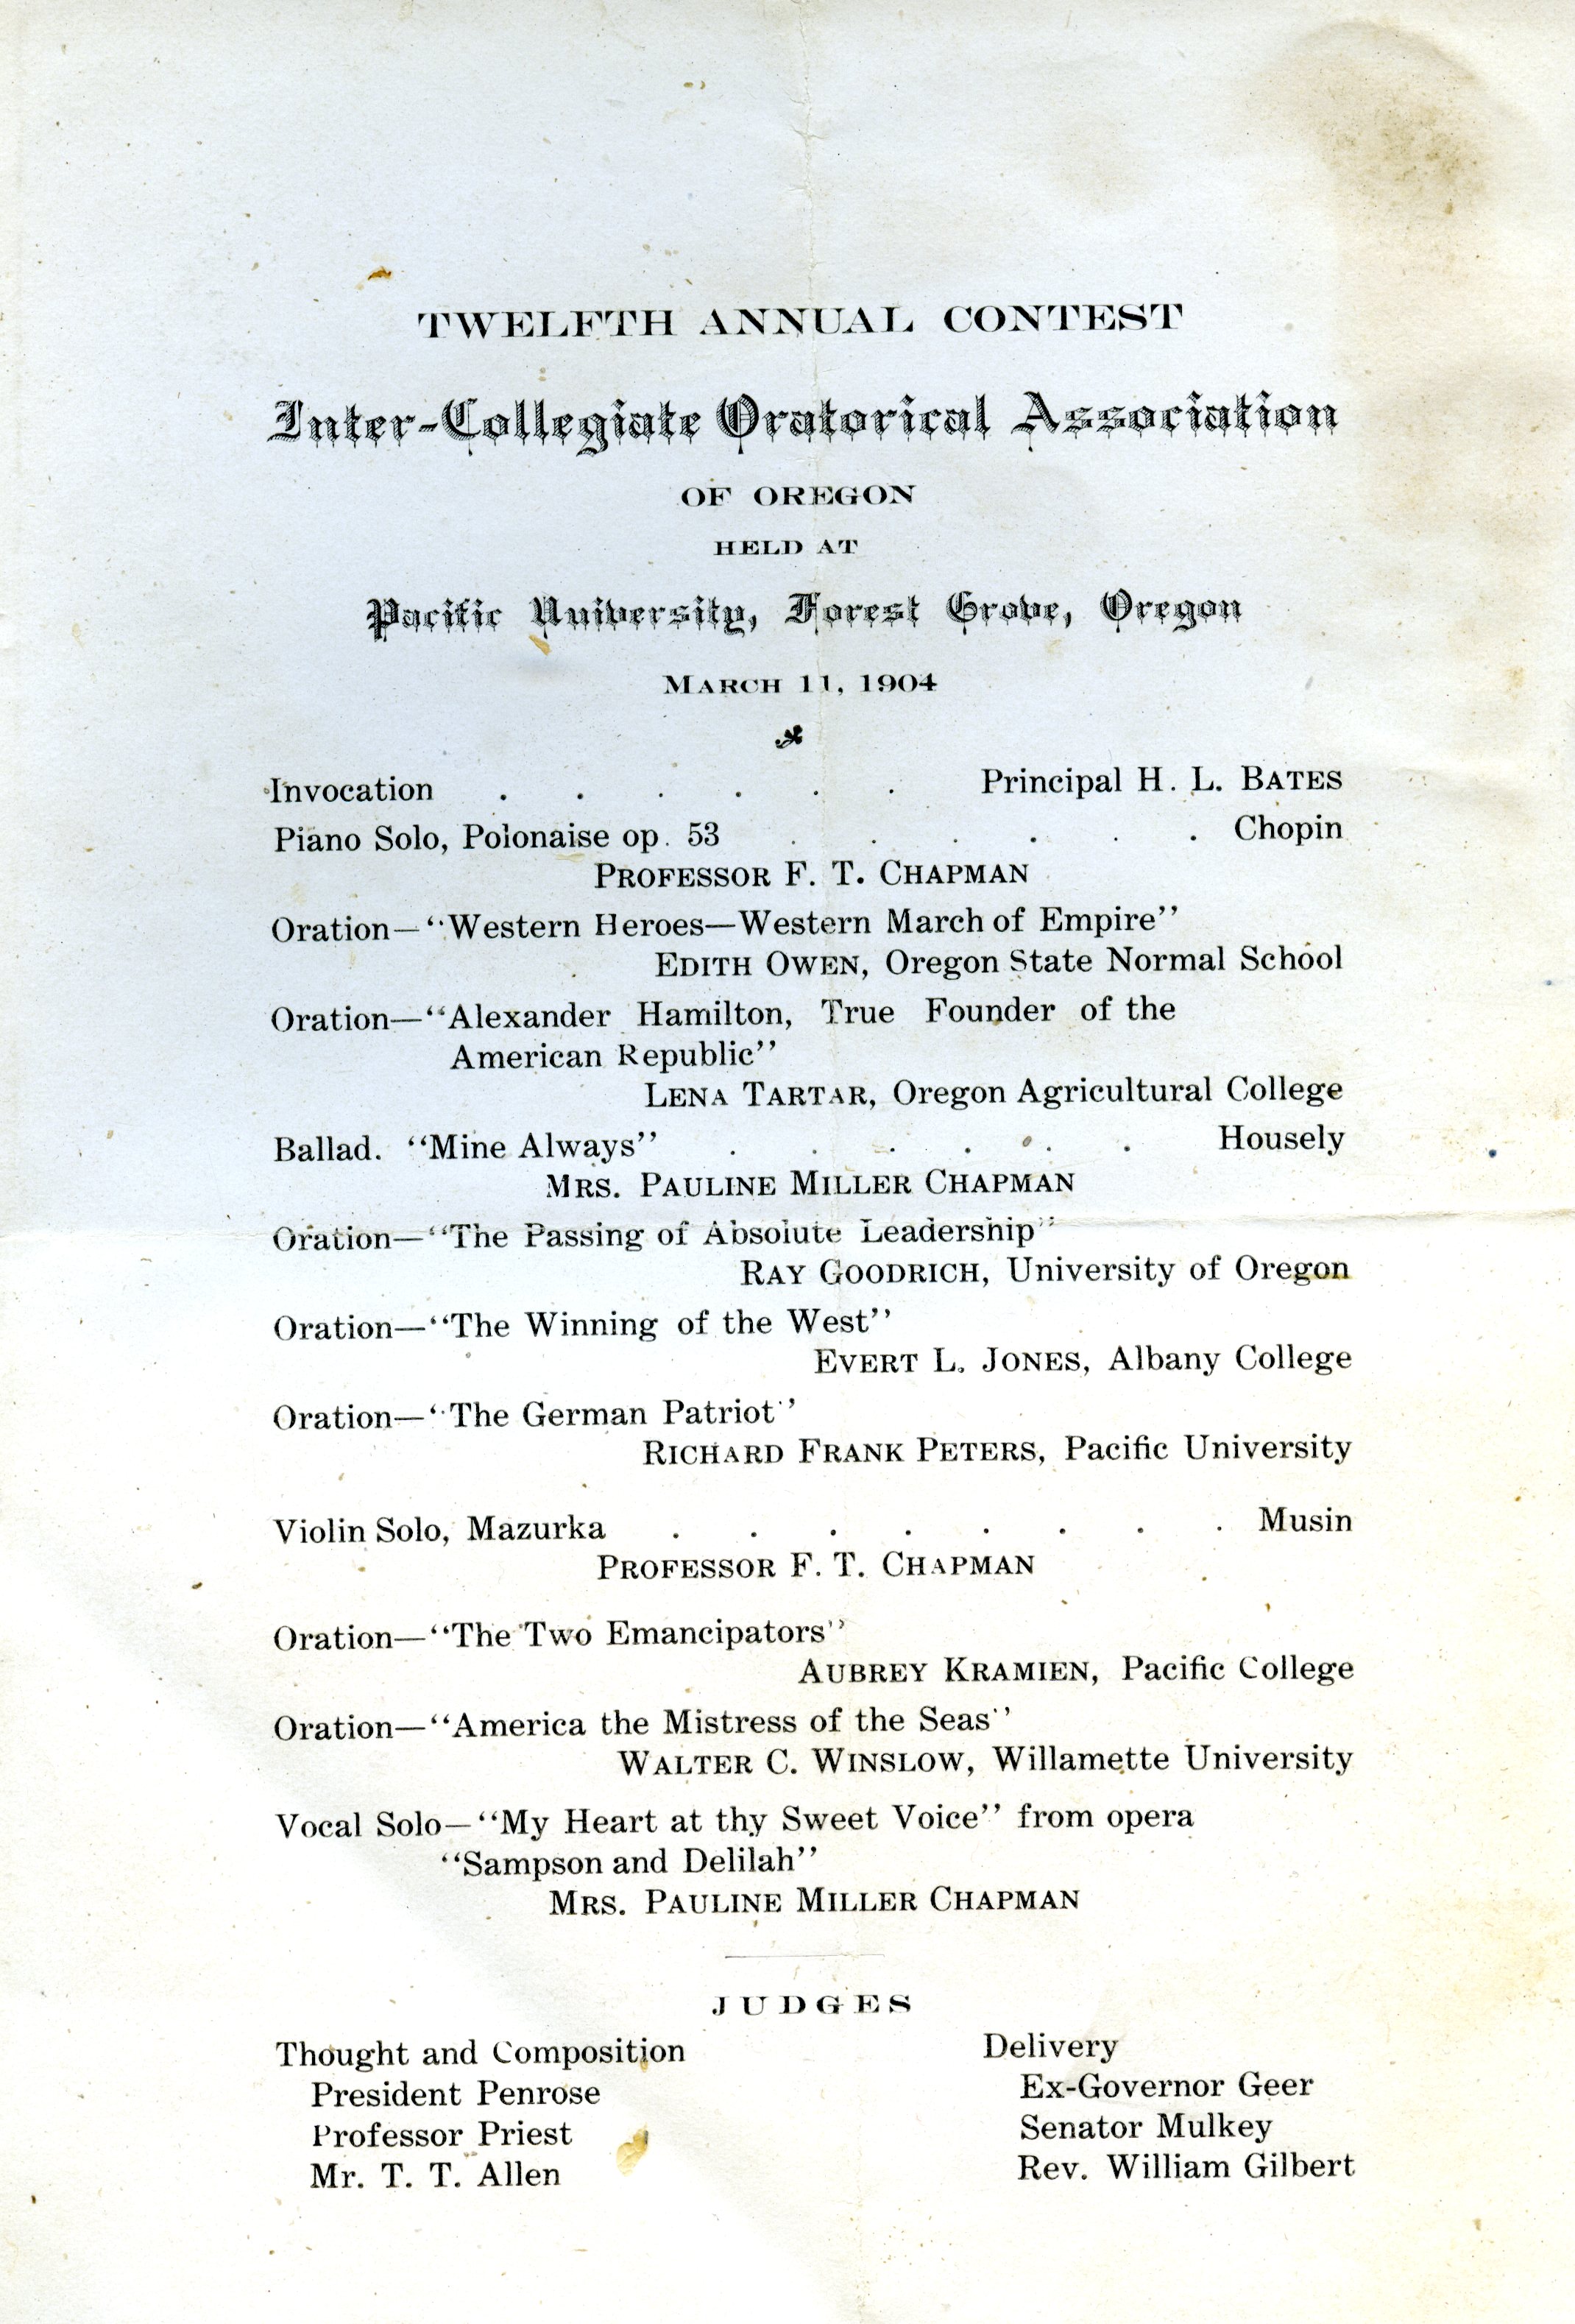 TWELFTH ANNUAL CONTEST
Inter-Collegiate Oratorical Association
OF OREGON
HELD AT
Pacific University, Forest Grove, Oregon
MARCH 11, 1904
Invocation . . . . . . Principal H. L. BATES
Piano Solo, Polonaise op. 53 . . . . . . Chopin
PROFESSOR F. T. CHAPMAN
Oration—"Western Heroes—Western March of Empire"
EDITH OWEN, Oregon State Normal School
Oration—"Alexander Hamilton, True Founder of the
American Republic"
LENA TARTAR, Oregon Agricultural College
Ballad. "Mine Always" . . . . . . Housely
MRS. PAULINE MILLER CHAPMAN
Oration—"The Passing of Absolute Leadership"
RAY GOODRICH, University of Oregon
Oration—"The Winning of the West"
EVERT L. JONES, Albany College
Oration—"The German Patriot"
RICHARD FRANK PETERS, Pacific University
Violin Solo, Mazurka . . . . . . . . Musin
PROFESSOR F. T. CHAPMAN
Oration—"The Two Emancipators"
AUBREY KRAMIEN, Pacific College
Oration—"America the Mistress of the Seas"
WALTER C. WINSLOW, Willamette University
Vocal Solo—"My Heart at thy Sweet Voice" from opera
"Sampson and Delilah"
MRS. PAULINE MILLER CHAPMAN
JUDGES
Thought and Composition
President Penrose
Professor Priest
Mr. T. T. Allen
Delivery
Ex-Governor Geer
Senator Mulkey
Rev. William Gilbert